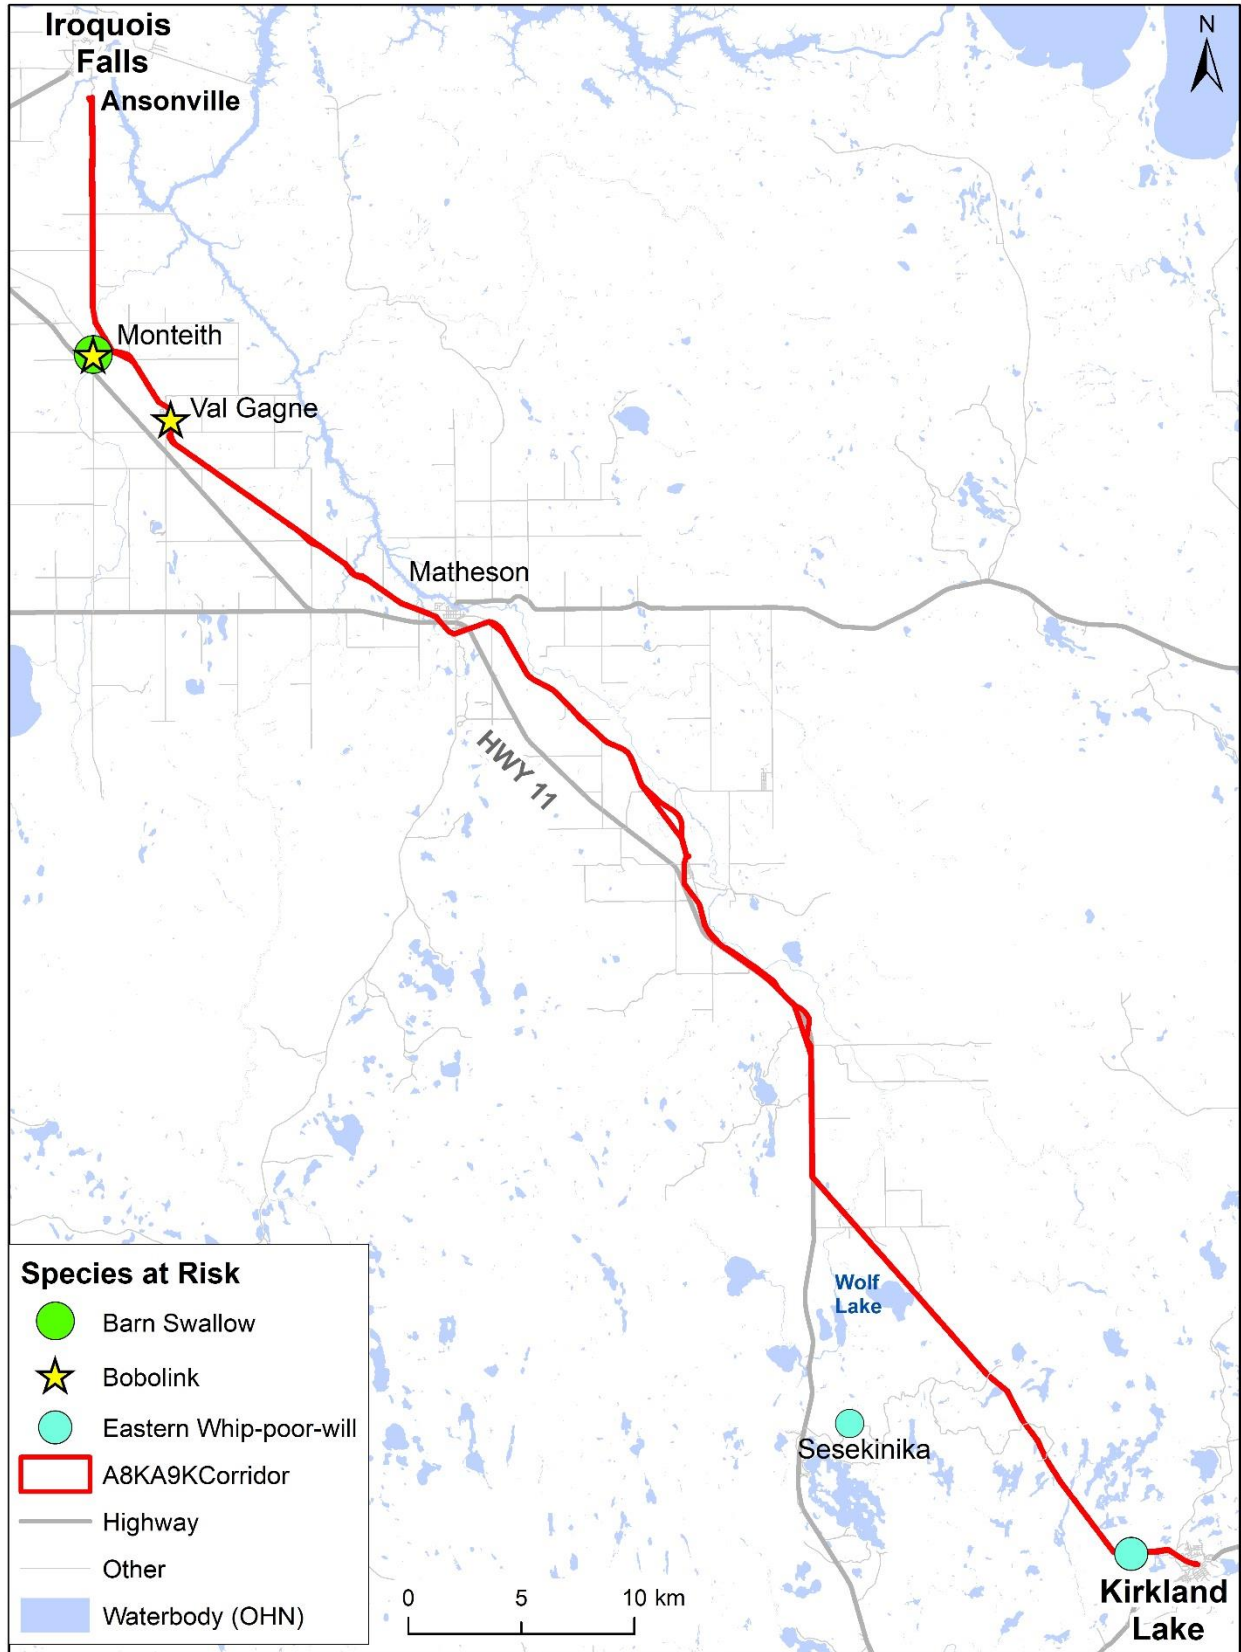 Iroquois
Falls
Ansonville
N
Monteith
Val Gagne
Matheson
HWY 11
Wolf
Lake
Sesekinika
Kirkland
Lake
Species at Risk
Barn Swallow
Bobolink
Eastern Whip-poor-will
A8KA9KCorridor
Highway
Other
Waterbody (OHN)
0 5 10 km